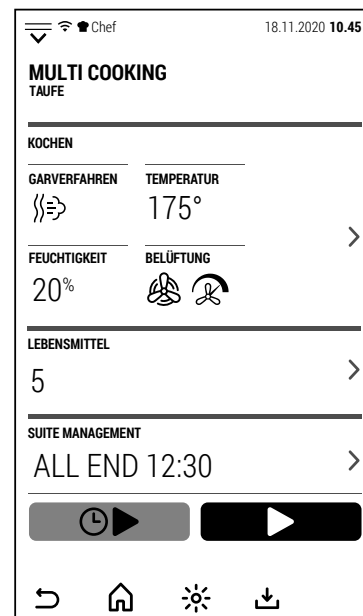 Chef 18.11.2020 10.45
MULTI COOKING
TAUFE
KOCHEN
GARVERFAHREN TEMPERATUR
175°
FEUCHTIGKEIT BELÜFTUNG
20%
LEBENSMITTEL
5
SUITE MANAGEMENT
ALL END 12:30